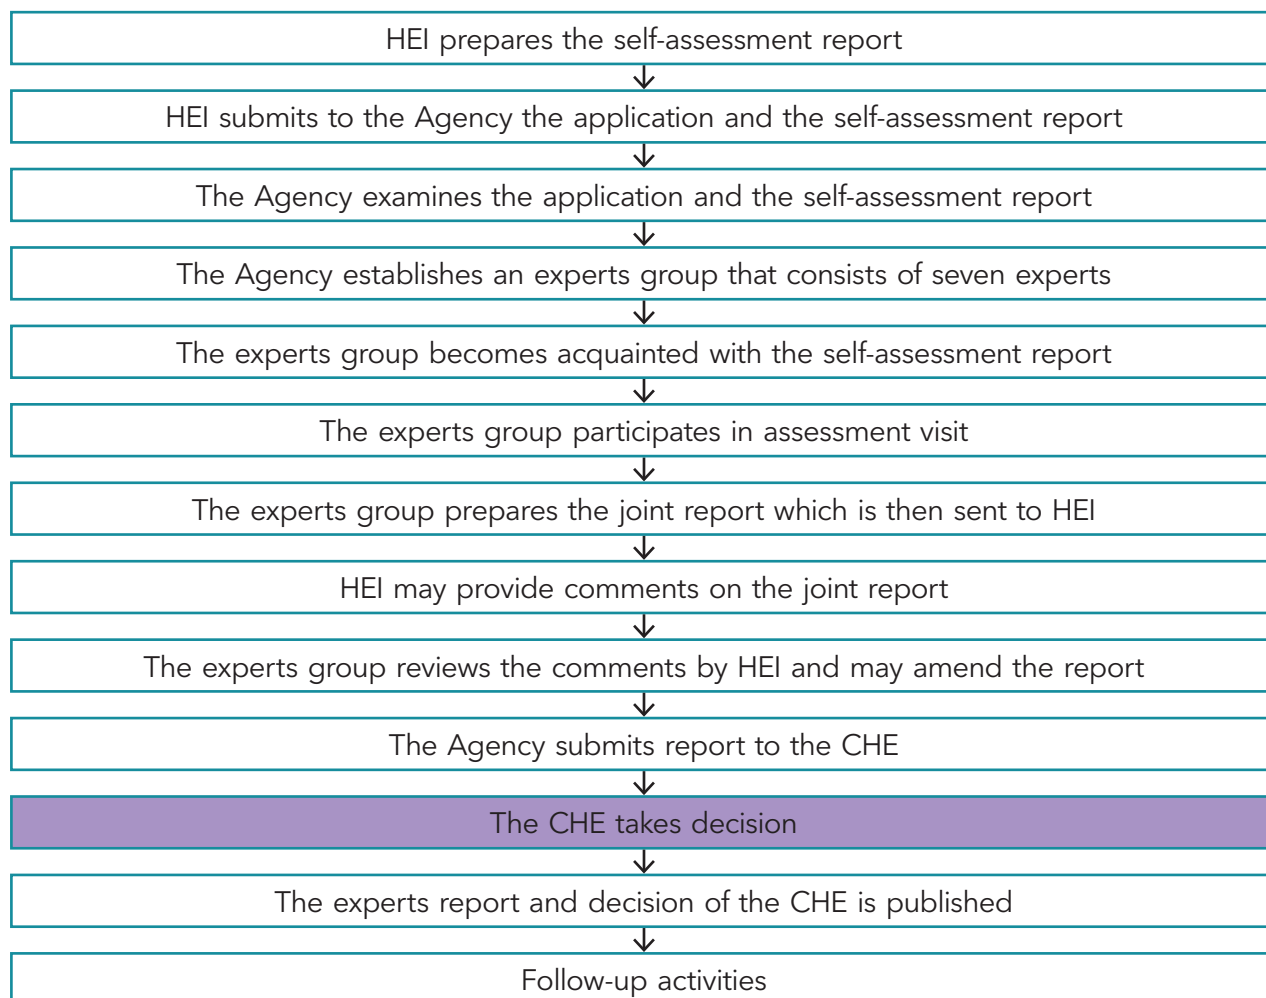 HEI prepares the self-assessment report
HEI submits to the Agency the application and the self-assessment report
The Agency examines the application and the self-assessment report
The Agency establishes an experts group that consists of seven experts
The experts group becomes acquainted with the self-assessment report
The experts group participates in assessment visit
The experts group prepares the joint report which is then sent to HEI
HEI may provide comments on the joint report
The experts group reviews the comments by HEI and may amend the report
The Agency submits report to the CHE
The CHE takes decision
The experts report and decision of the CHE is published
Follow-up activities